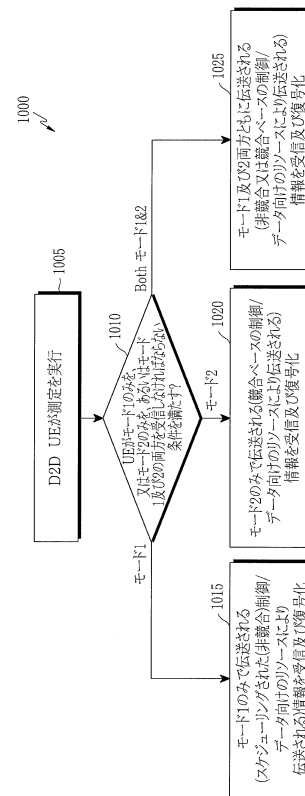 1000
1005
D2D UEが測定を実行
1010
UEがモード1のみを、
又はモード2のみを、あるいはモード
1及び2の両方を受信しなければならない
条件を満たす?
モード1
モード2
Both モード1&2
1015
モード1のみで伝送される
(スケジューリングされた(非競合)制御/
データ向けのリソースにより
伝送される)情報を受信及び復号化
1020
モード2のみで伝送される(競合ベースの制御/
データ向けのリソースにより伝送される)
情報を受信及び復号化
1025
モード1及び2両方ともに伝送される
(非競合又は競合ベースの制御/
データ向けのリソースにより伝送される)
情報を受信及び復号化